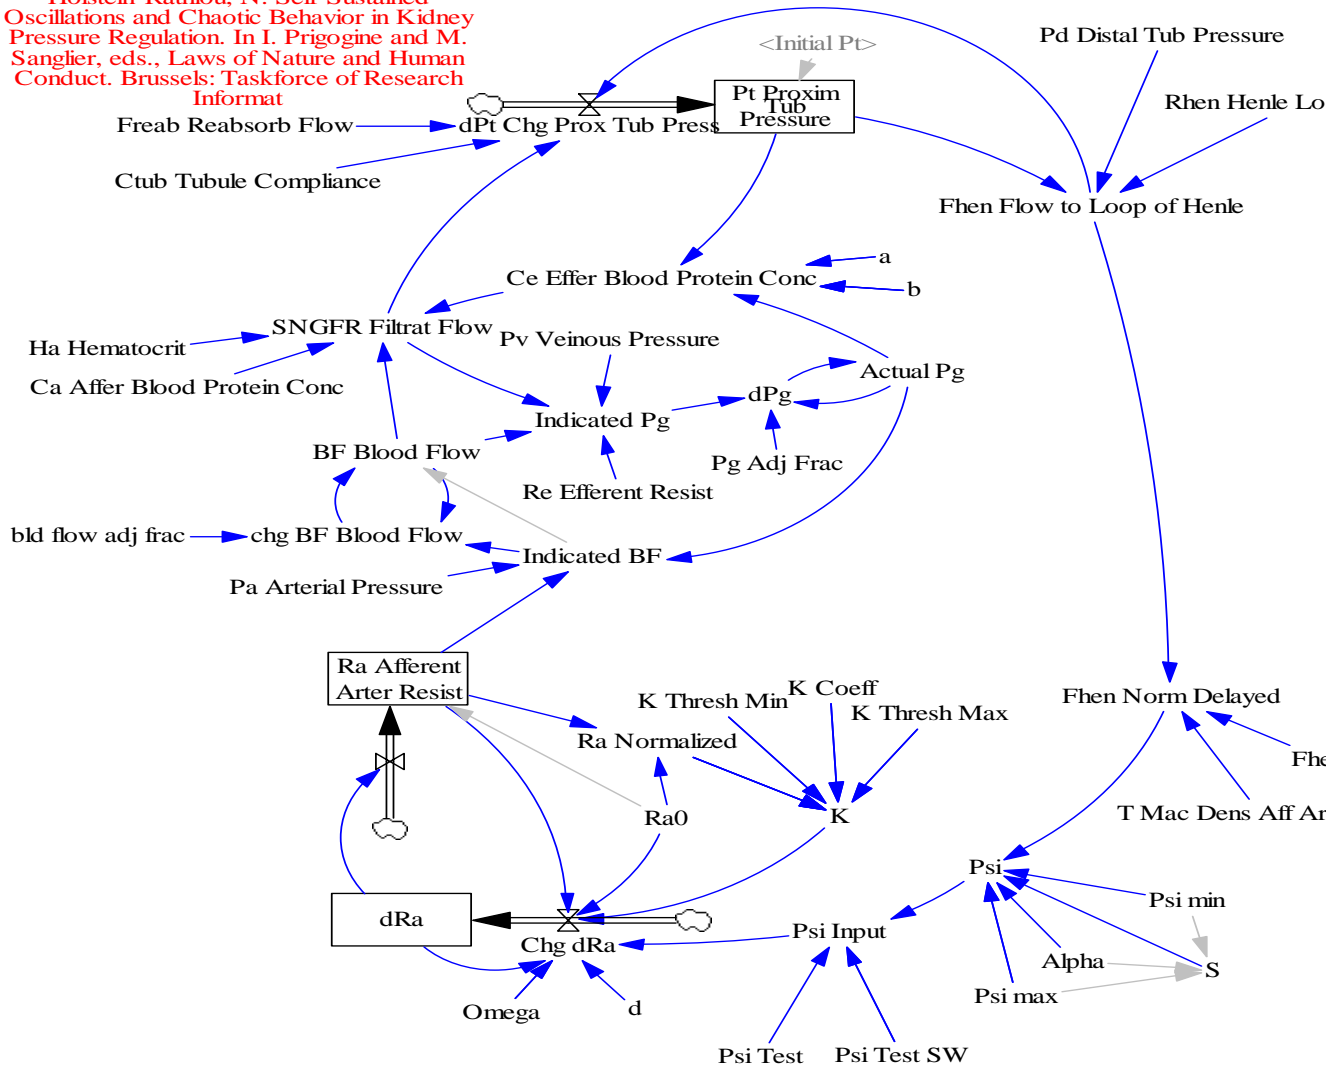 Oscillations and Chaotic Behavior in Kidney
Pressure Regulation. In I. Prigogine and M.
Sanglier, eds., Laws of Nature and Human
Conduct. Brussels: Taskforce of Research
Informat
<Initial Pt>
Pd Distal Tub Pressure
Pt Proxim
Tub
Pressure
Rhen Henle Lo
Freab Reabsorb Flow
dPt Chg Prox Tub Press
Ctub Tubule Compliance
Fhen Flow to Loop of Henle
Ce Effer Blood Protein Conc
a
b
SNGFR Filtrat Flow
Pv Veinous Pressure
Ha Hematocrit
Ca Affer Blood Protein Conc
Actual Pg
dPg
Indicated Pg
BF Blood Flow
Pg Adj Frac
Re Efferent Resist
bld flow adj frac
chg BF Blood Flow
Indicated BF
Pa Arterial Pressure
Ra Afferent
Arter Resist
K Thresh Min
K Coeff
K Thresh Max
Fhen Norm Delayed
Ra Normalized
Fhe
Ra0
K
T Mac Dens Aff Ar
Psi
Psi min
dRa
Chg dRa
Psi Input
Alpha
S
Psi max
Omega
d
Psi Test
Psi Test SW